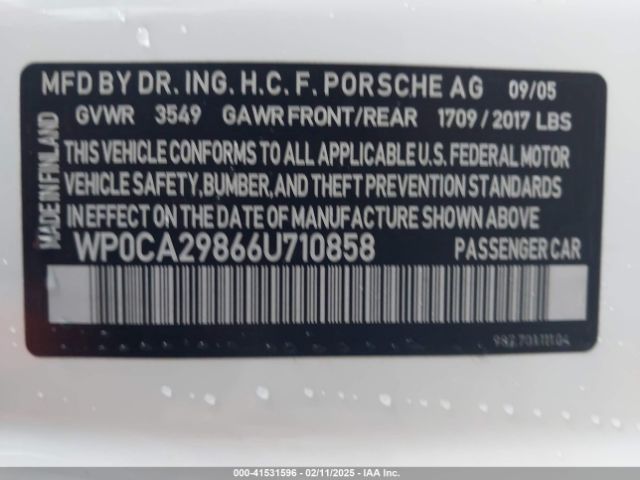 MFD BY DR. ING. H.C. F. PORSCHE AG 09/05
GVWR 3549 GAWR FRONT/REAR 1709 / 2017 LBS
MADE IN FINLAND
THIS VEHICLE CONFORMS TO ALL APPLICABLE U.S. FEDERAL MOTOR
VEHICLE SAFETY, BUMPER, AND THEFT PREVENTION STANDARDS
IN EFFECT ON THE DATE OF MANUFACTURE SHOWN ABOVE
WP0CA29866U710858 PASSENGER CAR
000-41531596 - 02/11/2025 - IAA Inc.